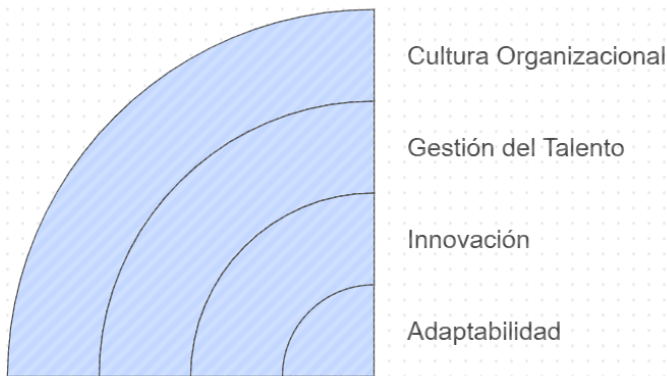 Cultura Organizacional
Gestión del Talento
Innovación
Adaptabilidad